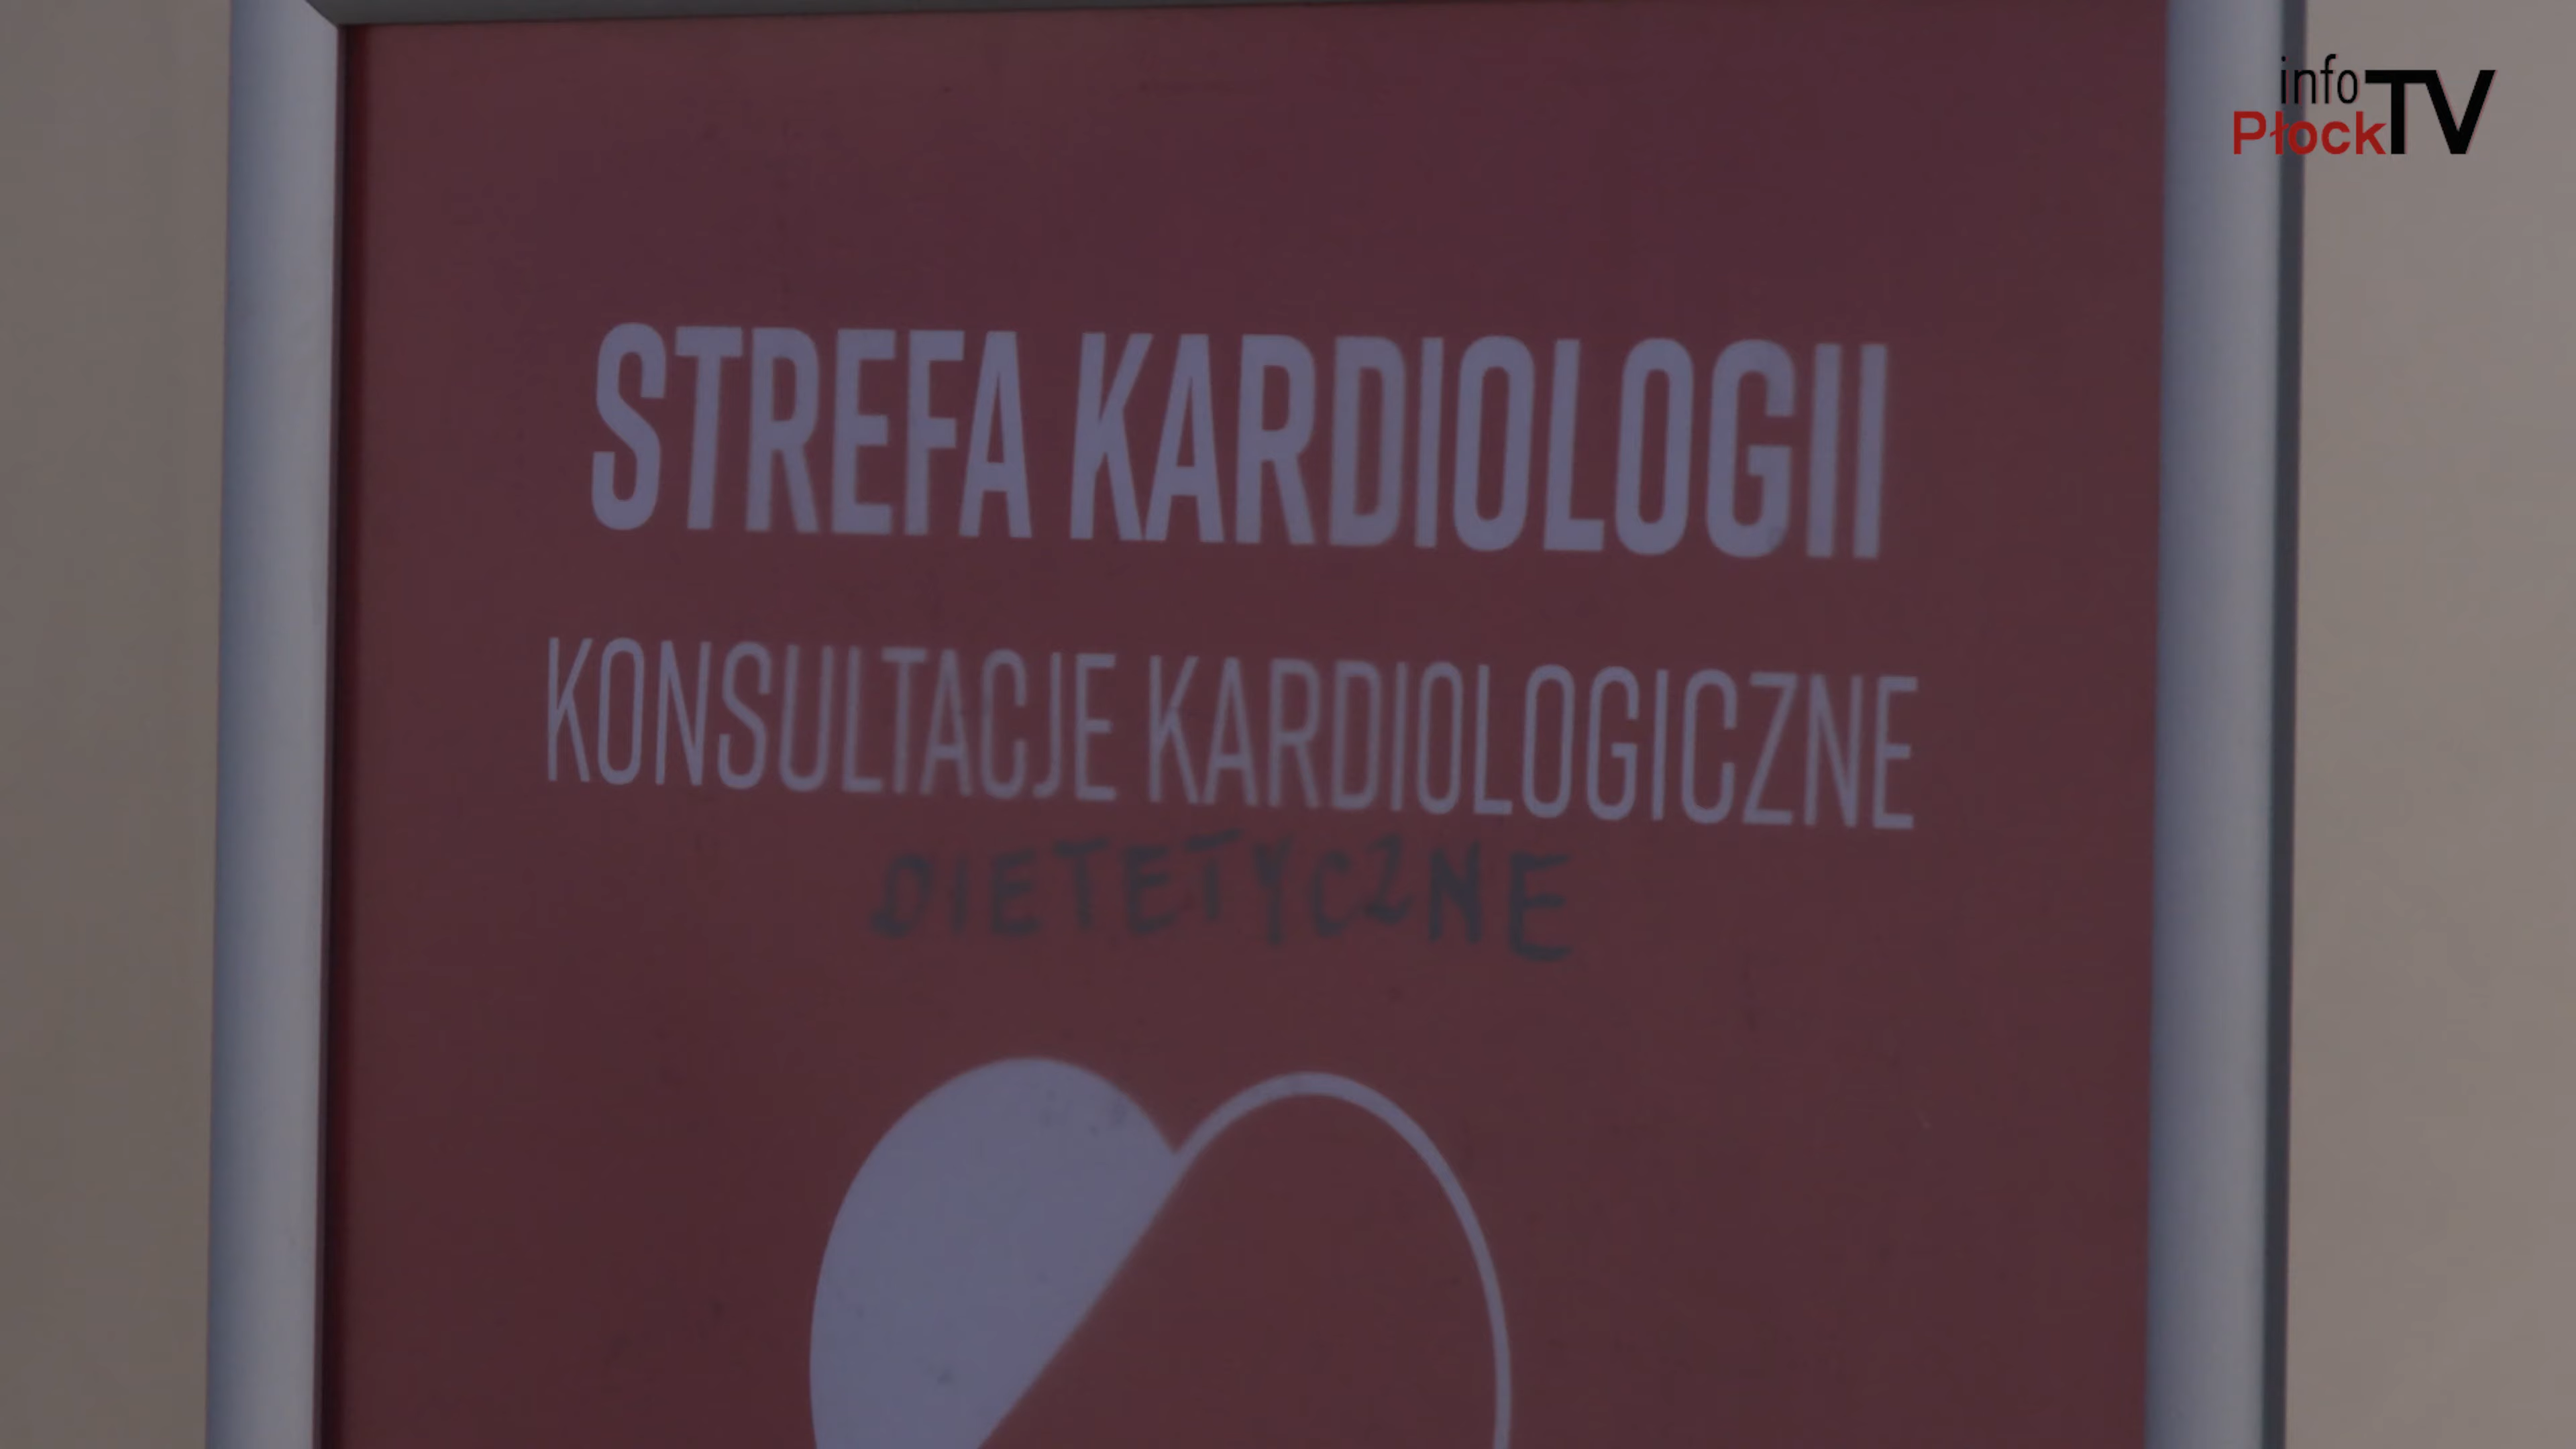 info
PłockTV
STREFA KARDIOLOGII
KONSULTACJE KARDIOLOGICZNE
DIETETYCZNE